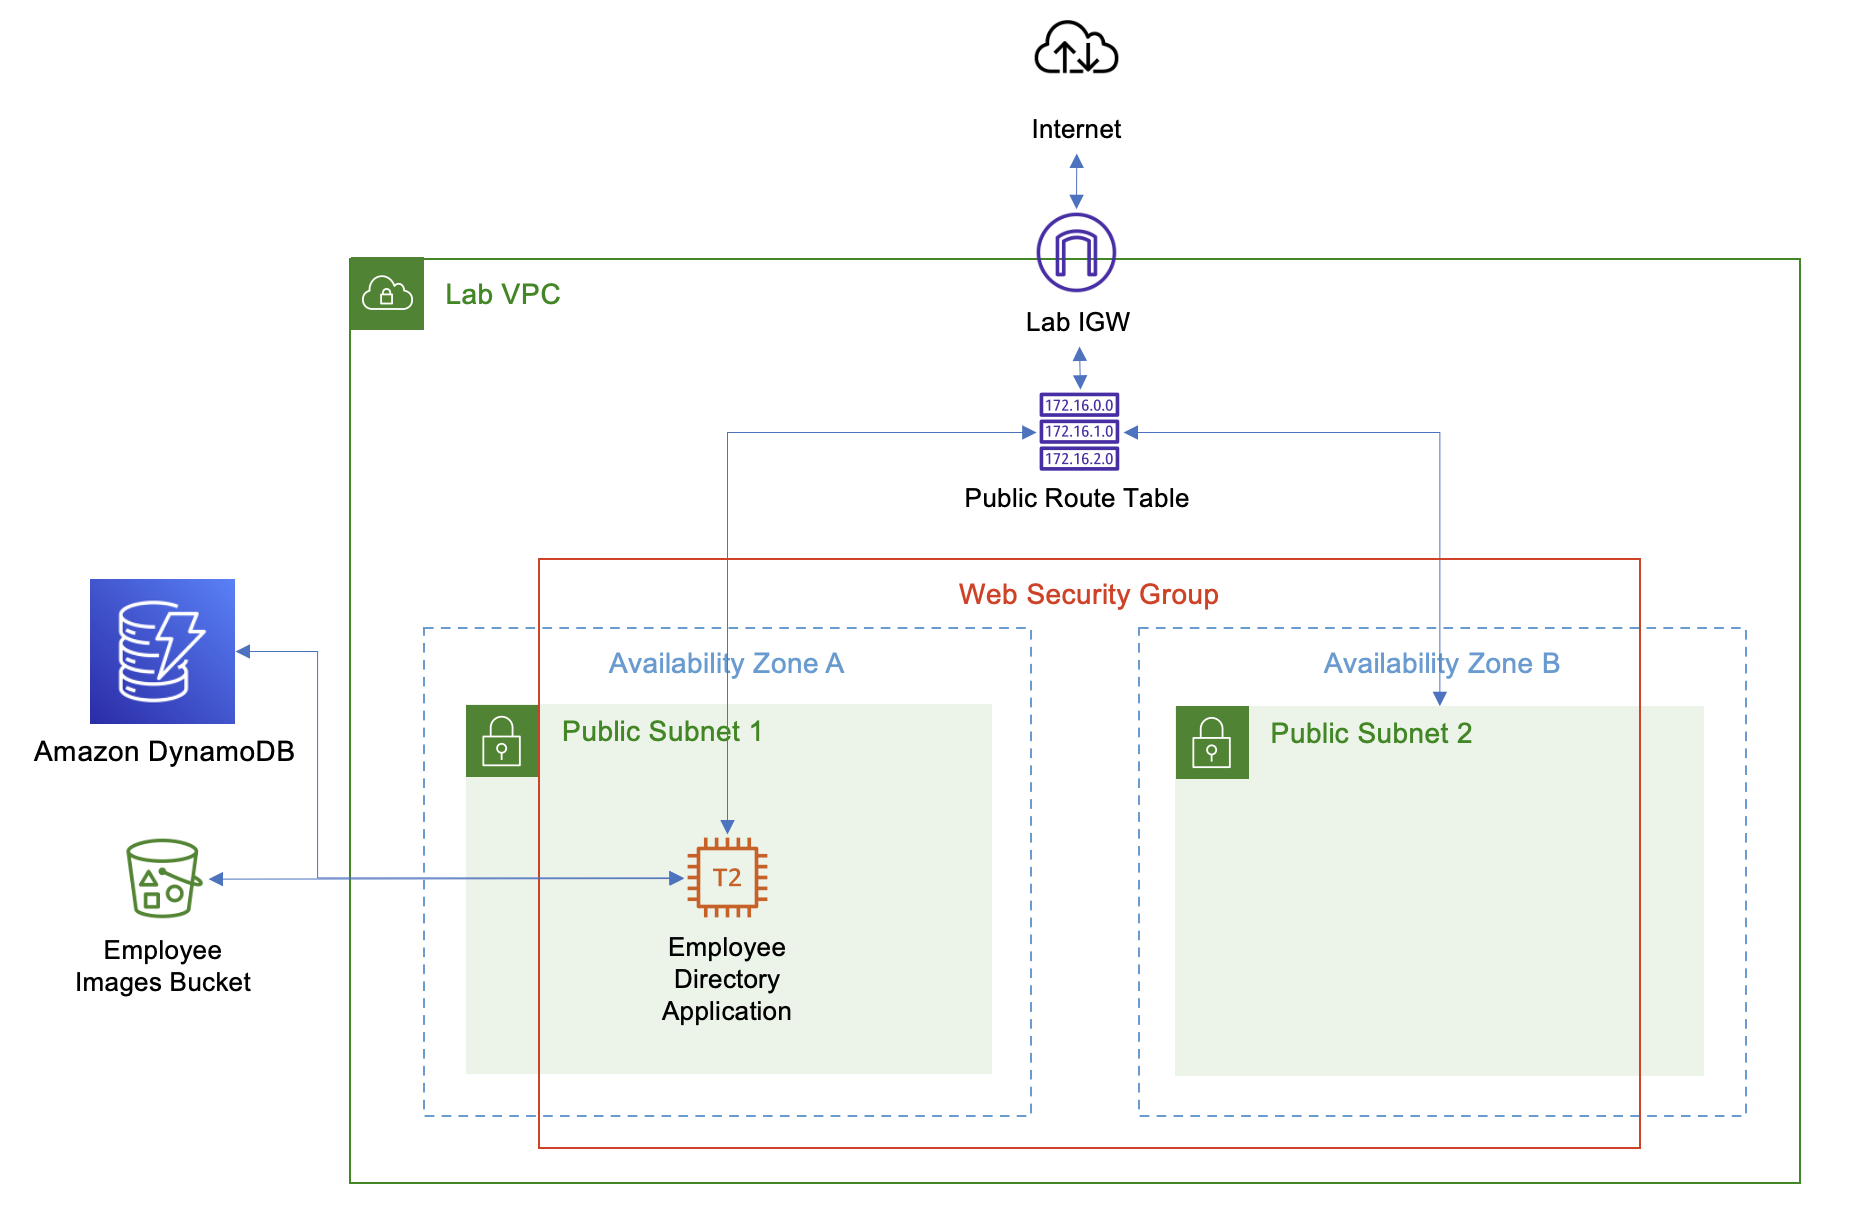 Internet
Lab VPC
Lab IGW
172.16.0.0
172.16.1.0
172.16.2.0
Public Route Table
Web Security Group
Availability Zone A
Availability Zone B
Public Subnet 1
Public Subnet 2
Amazon DynamoDB
T2
Employee
Images Bucket
Employee
Directory
Application